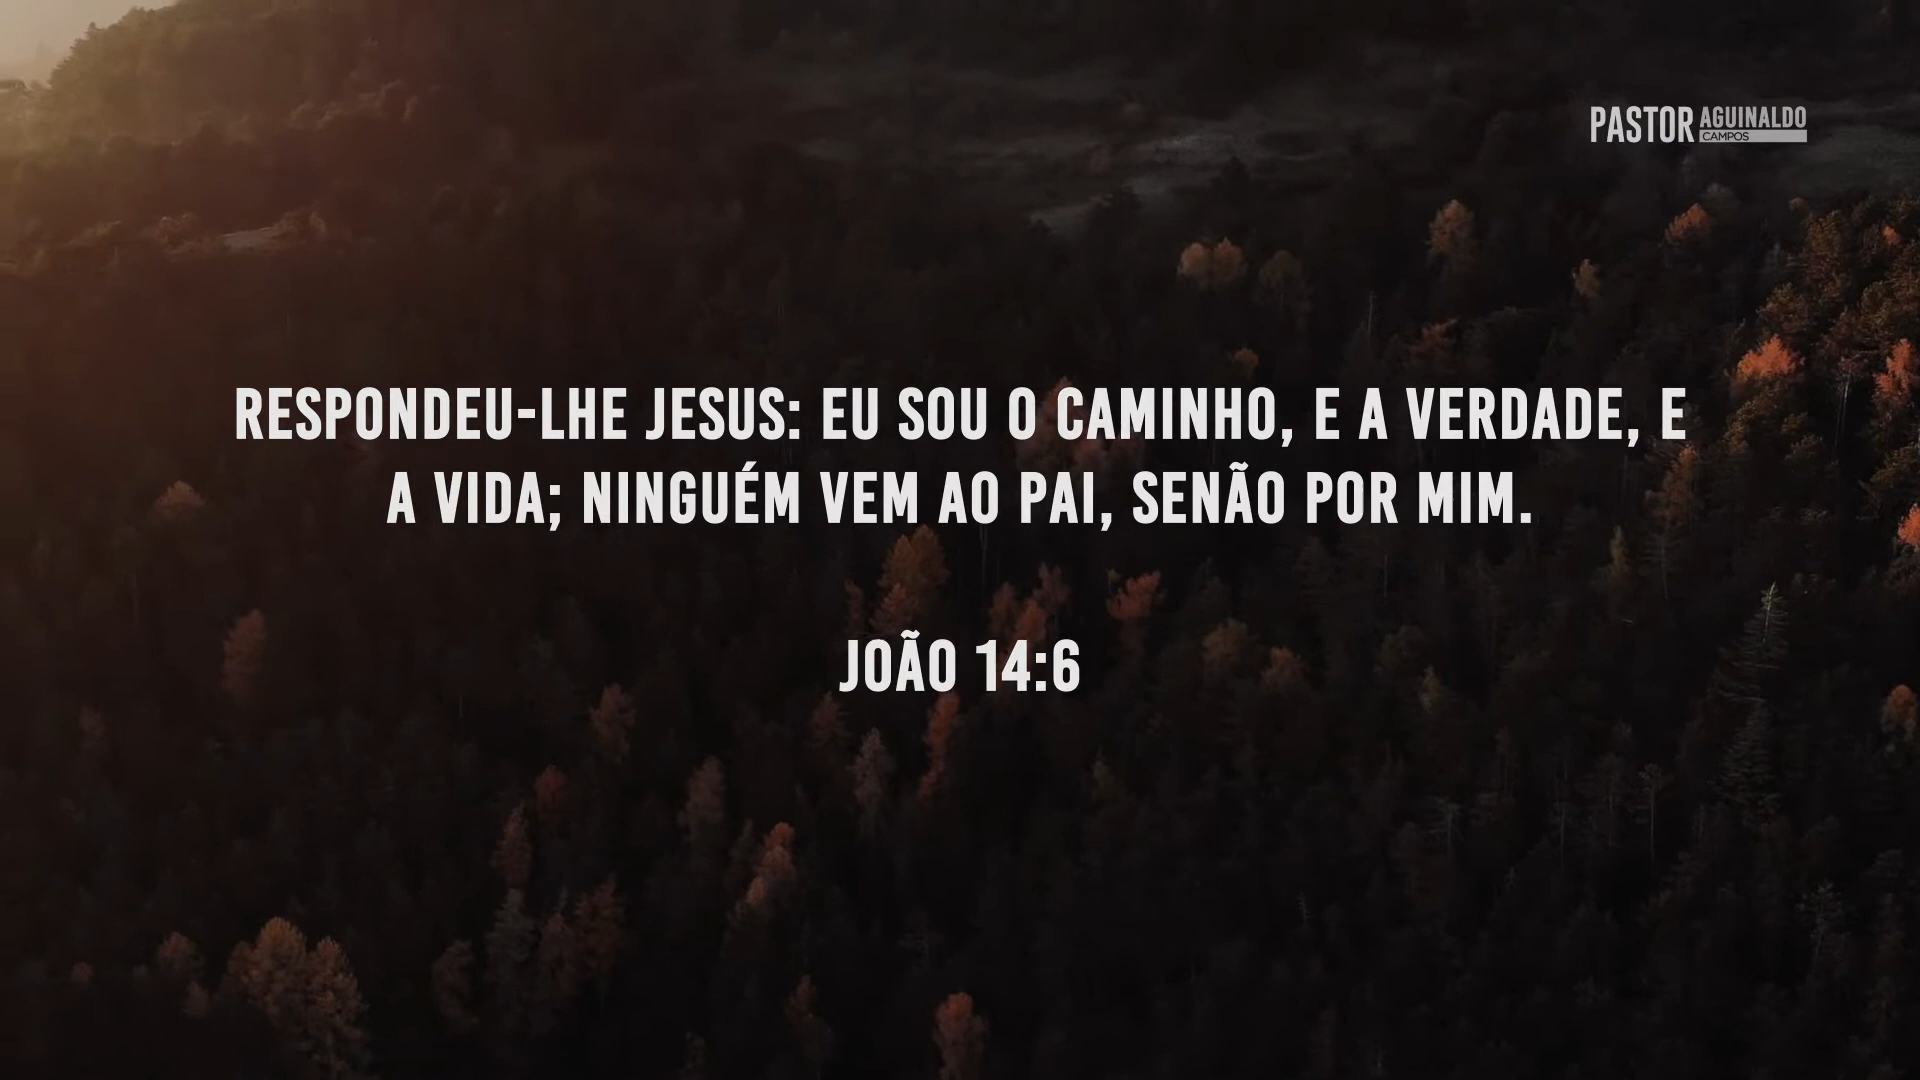 PASTOR AGUINALDO
CAMPOS
RESPONDEU-LHE JESUS: EU SOU O CAMINHO, E A VERDADE, E
A VIDA; NINGUÉM VEM AO PAI, SENÃO POR MIM.
JOÃO 14:6